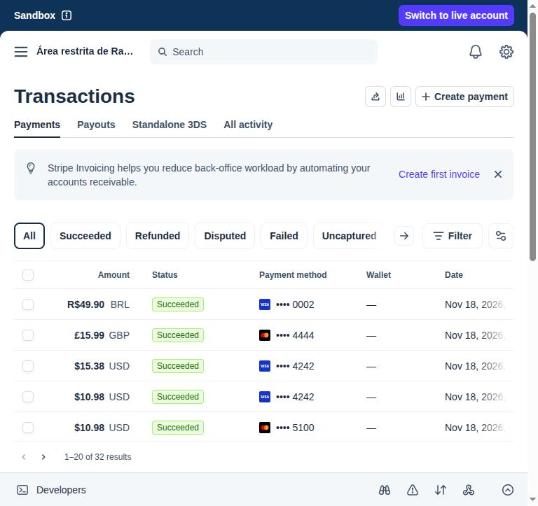 Sandbox
Switch to live account
Área restrita de Ra…
Search
Transactions
Create payment
Payments Payouts Standalone 3DS All activity
Stripe Invoicing helps you reduce back-office workload by automating your
accounts receivable.
Create first invoice
All Succeeded Refunded Disputed Failed Uncaptured
Filter
Amount Status Payment method Wallet Date
R$49.90 BRL Succeeded VISA •••• 0002 — Nov 18, 2026,
£15.99 GBP Succeeded •••• 4444 — Nov 18, 2026,
$15.38 USD Succeeded VISA •••• 4242 — Nov 18, 2026,
$10.98 USD Succeeded VISA •••• 4242 — Nov 18, 2026,
$10.98 USD Succeeded •••• 5100 — Nov 18, 2026,
1–20 of 32 results
Developers